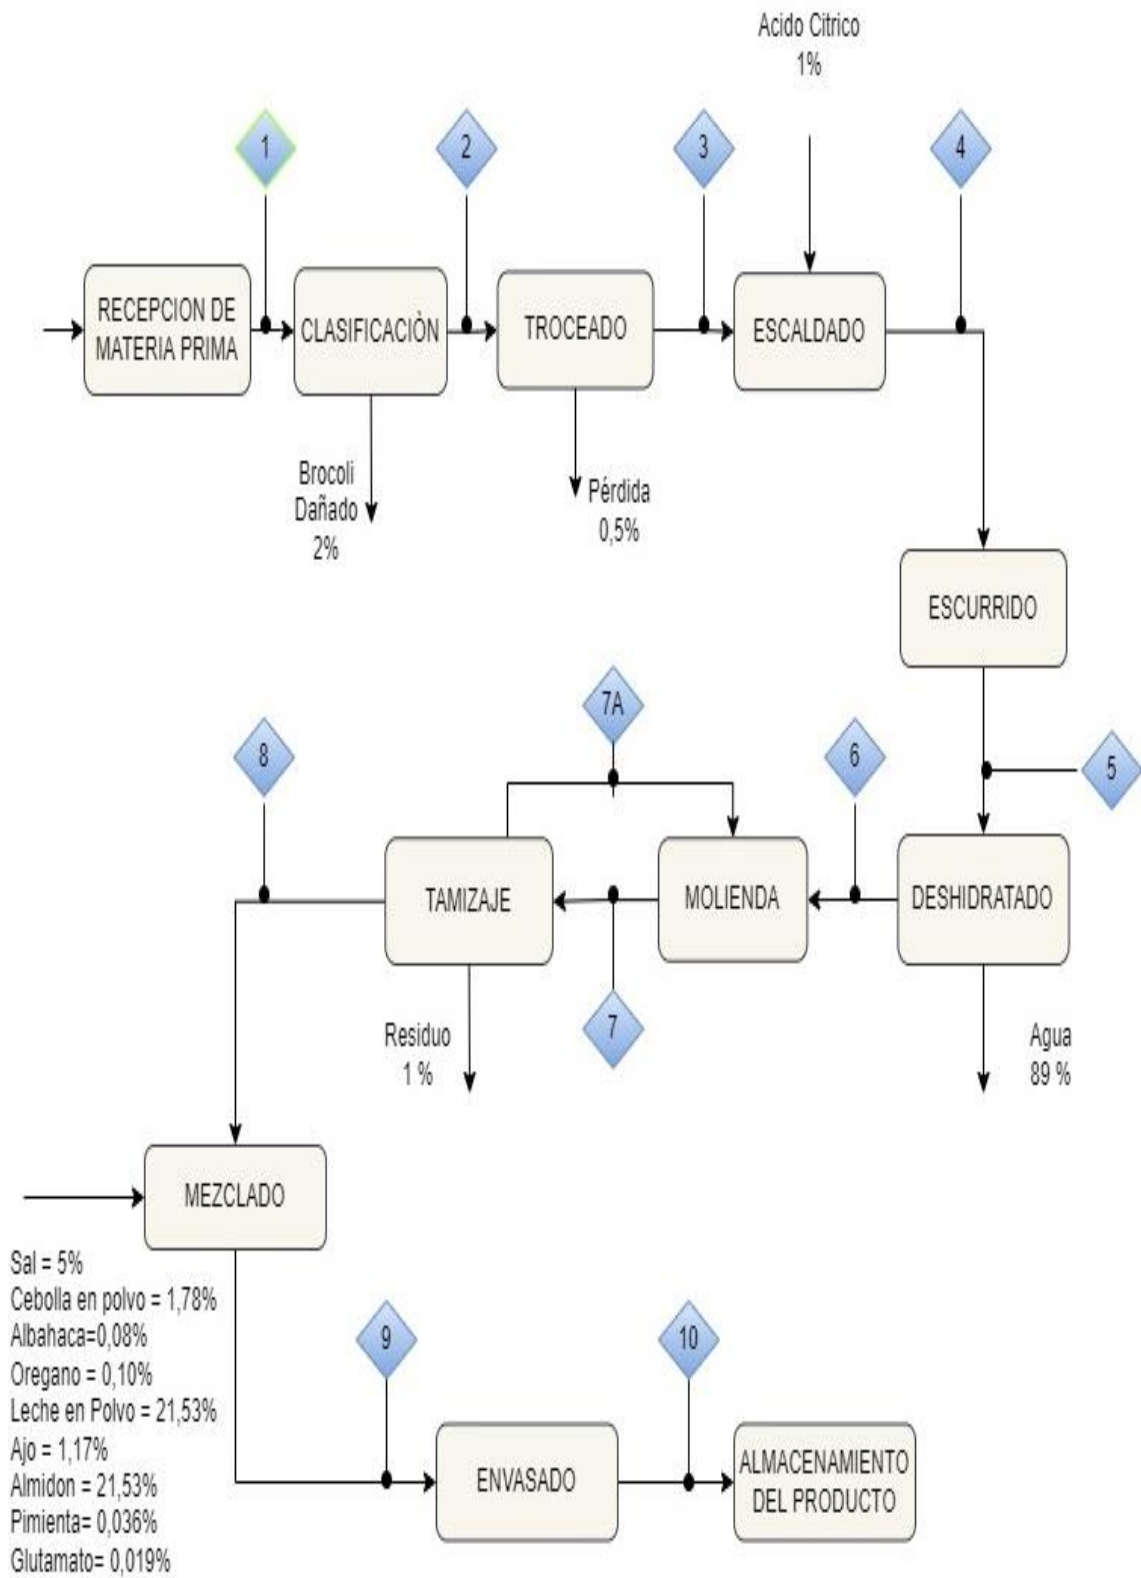 Acido Citrico
1%
1
2
3
4
RECEPCION DE
MATERIA PRIMA
CLASIFICACIÒN
TROCEADO
ESCALDADO
Brocoli
Dañado
2%
Pérdida
0,5%
ESCURRIDO
7A
8
6
5
TAMIZAJE
MOLIENDA
DESHIDRATADO
Residuo
1 %
7
Agua
89 %
MEZCLADO
Sal = 5%
Cebolla en polvo = 1,78%
Albahaca=0,08%
Oregano = 0,10%
Leche en Polvo = 21,53%
Ajo = 1,17%
Almidon = 21,53%
Pimienta= 0,036%
Glutamato= 0,019%
9
10
ENVASADO
ALMACENAMIENTO
DEL PRODUCTO